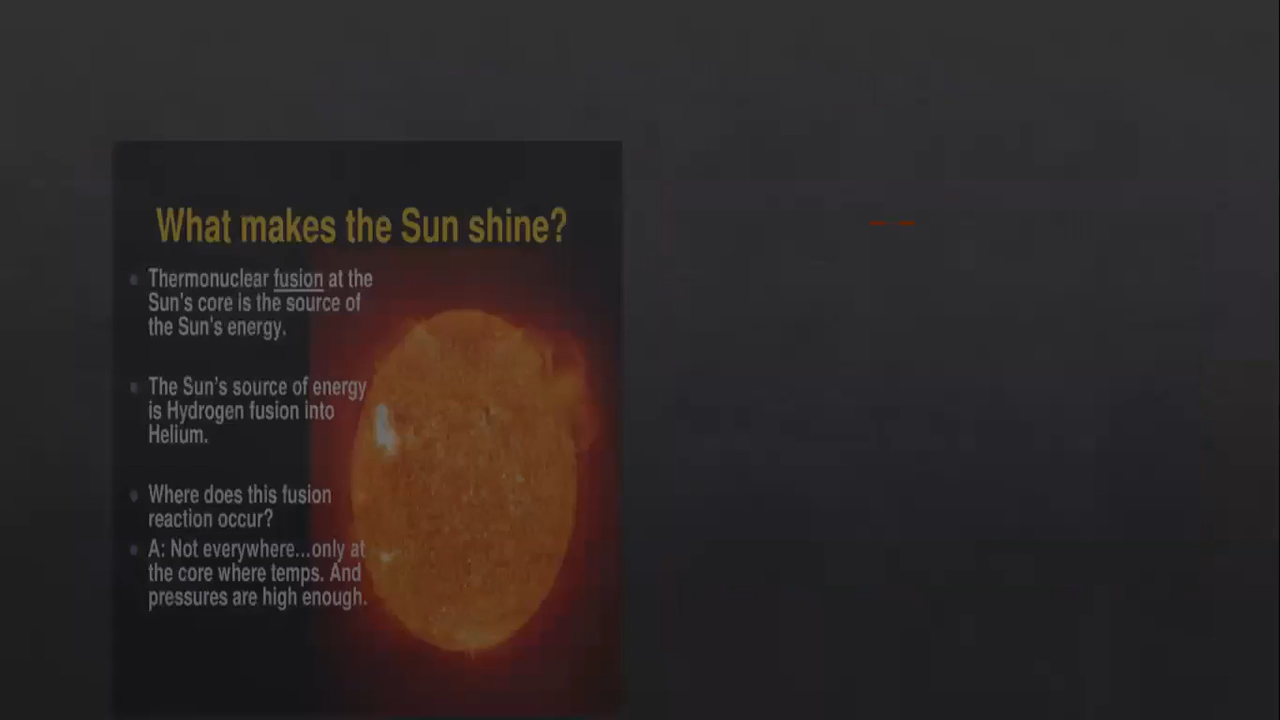 What makes the Sun shine?
• Thermonuclear fusion at the
Sun's core is the source of
the Sun's energy.
• The Sun's source of energy
is Hydrogen fusion into
Helium.
• Where does this fusion
reaction occur?
• A: Not everywhere...only at
the core where temps. And
pressures are high enough.